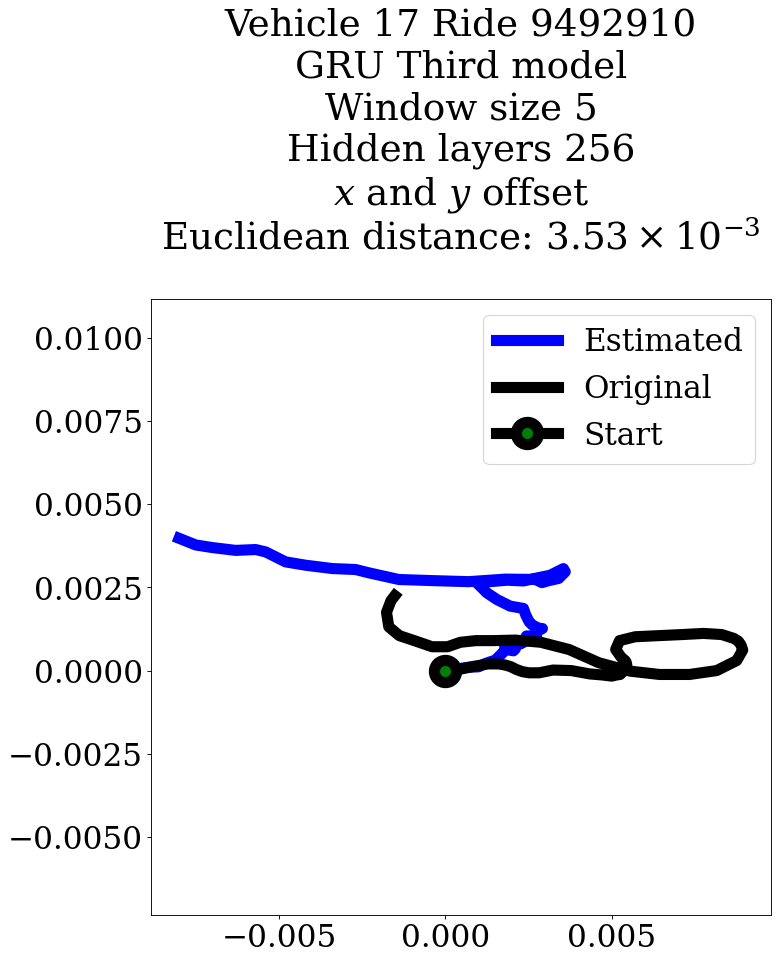 Vehicle 17 Ride 9492910
GRU Third model
Window size 5
Hidden layers 256
x and y offset
Euclidean distance: 3.53 × 10⁻³
Estimated
Original
Start
0.0100
0.0075
0.0050
0.0025
0.0000
−0.0025
−0.0050
−0.005 0.000 0.005